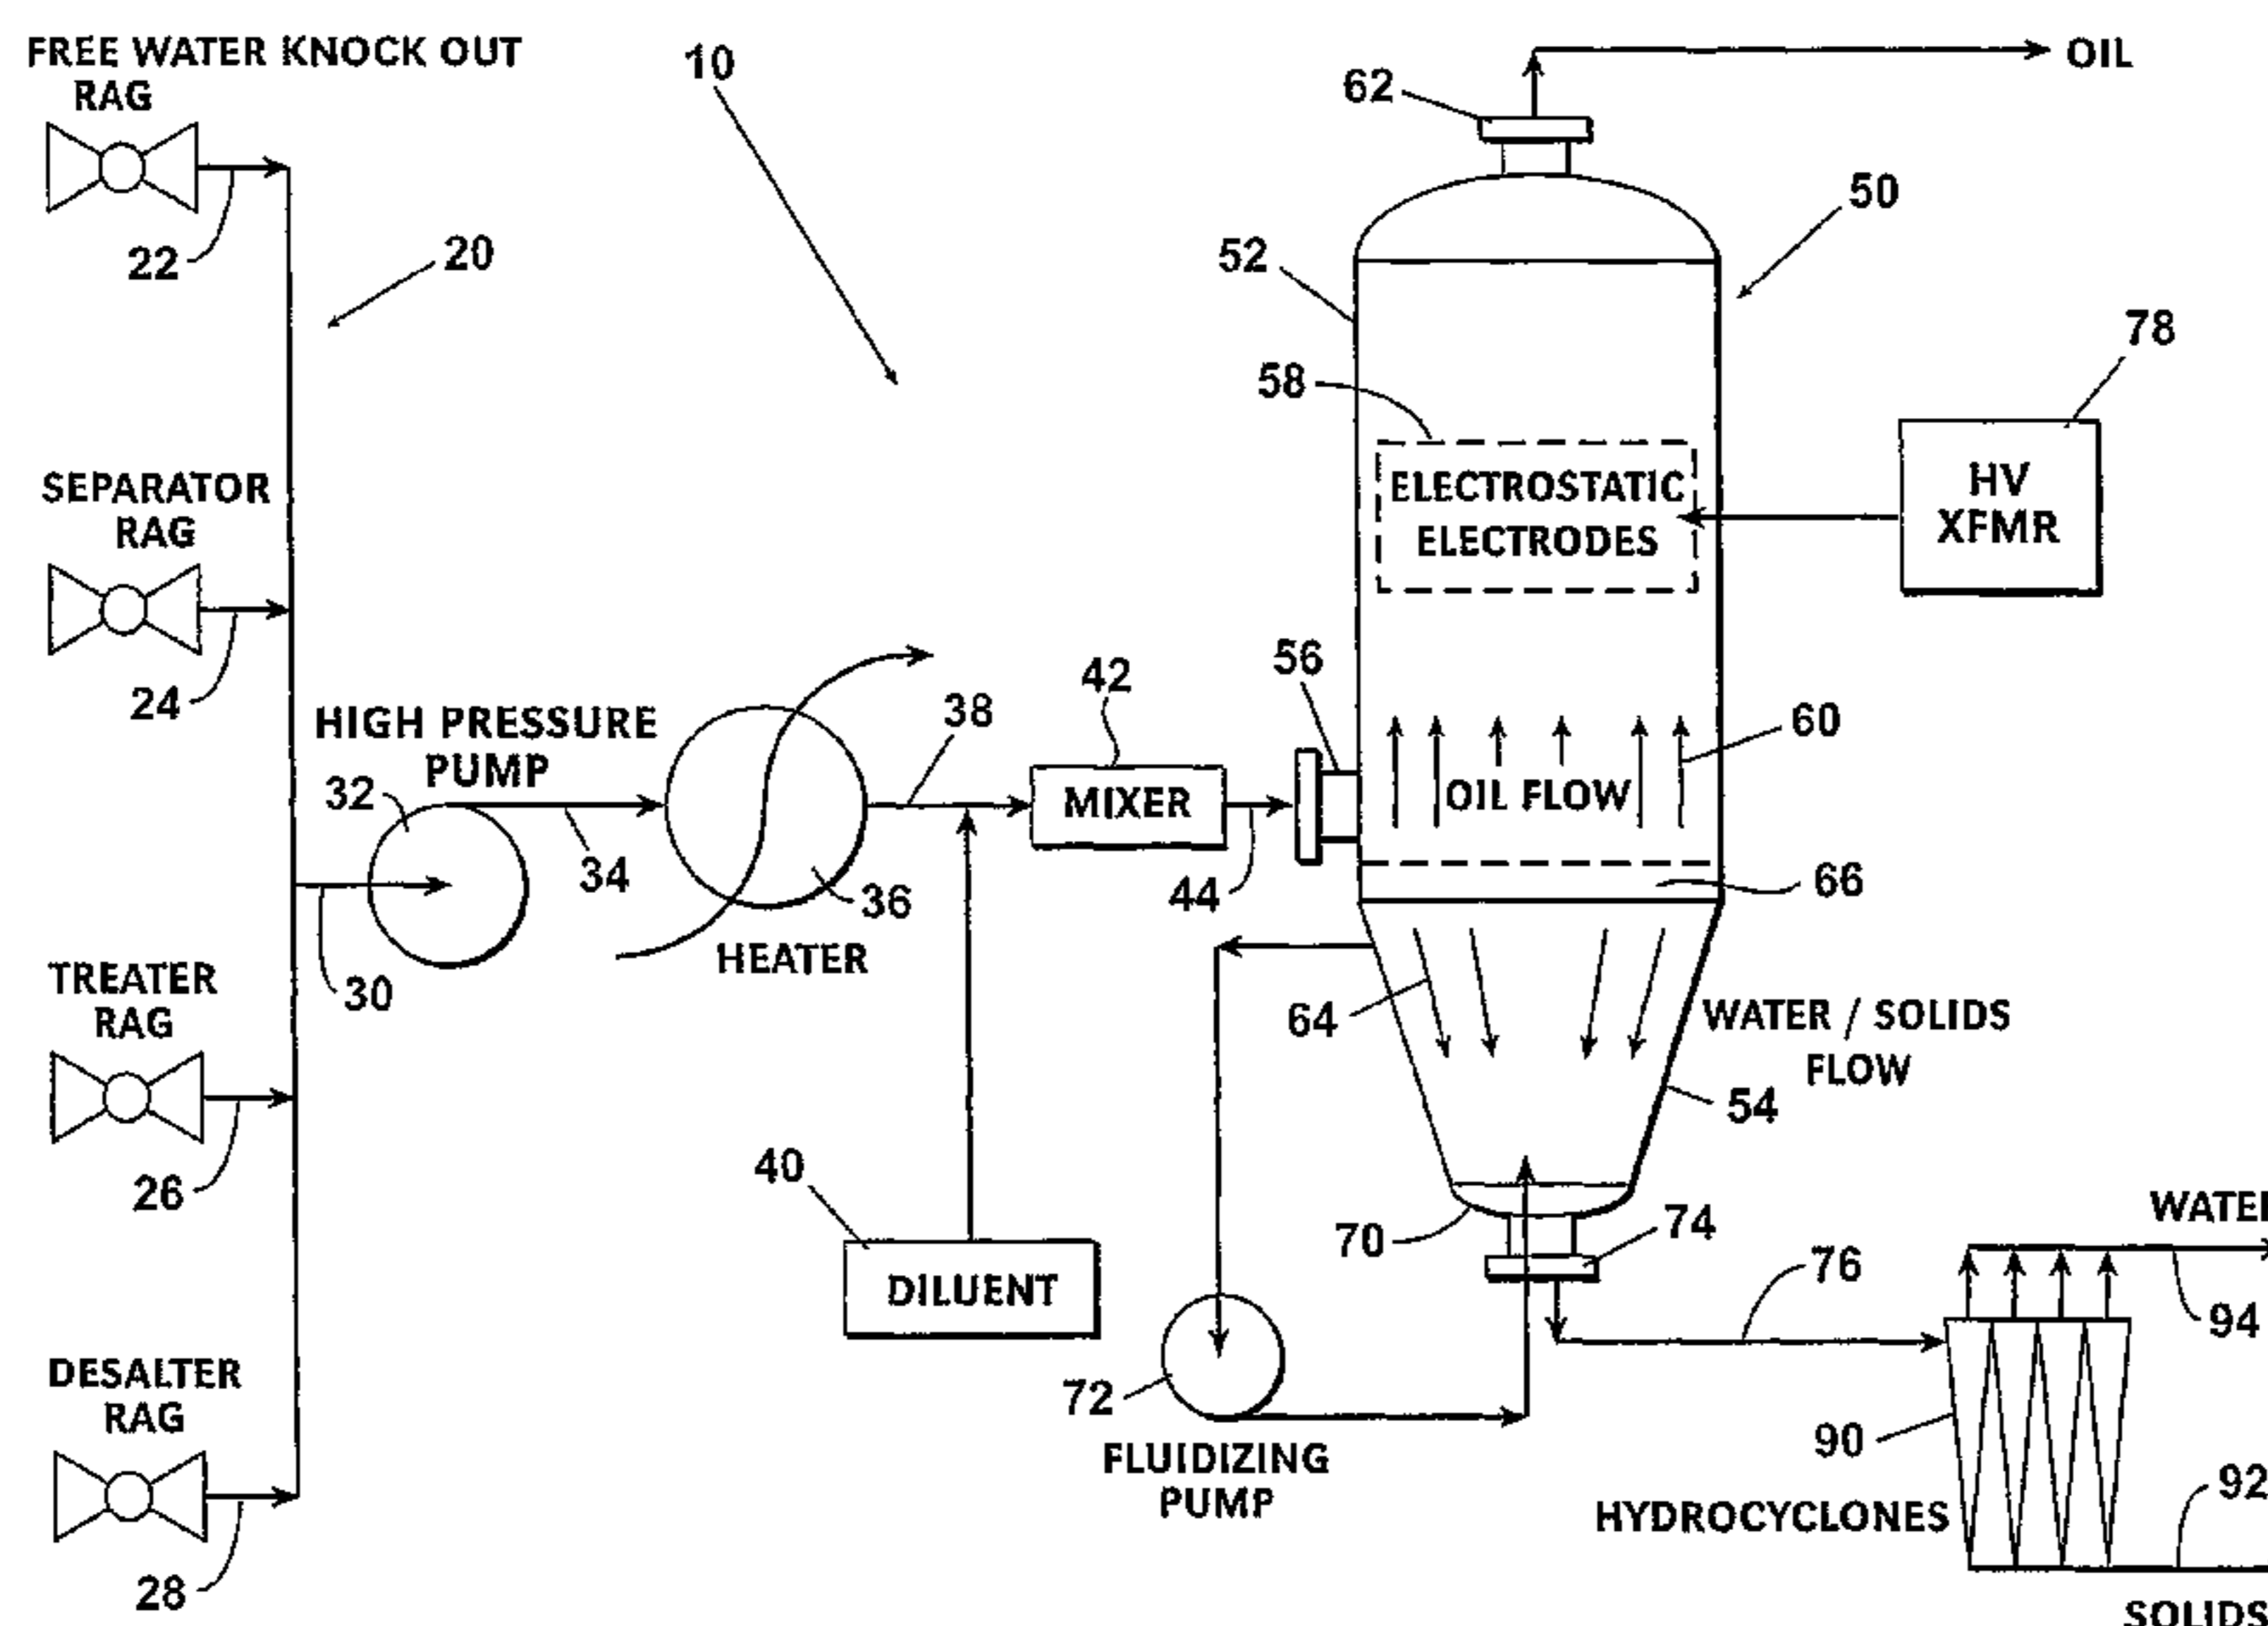 FREE WATER KNOCK OUT
RAG
10
62
OIL
50
22
20
52
78
58
SEPARATOR
RAG
ELECTROSTATIC
ELECTRODES
HV
XFMR
24
56
42
38
60
HIGH PRESSURE
PUMP
32
MIXER
OIL FLOW
34
36
44
66
HEATER
TREATER
RAG
30
64
WATER / SOLIDS
FLOW
54
26
40
DILUENT
70
74
76
WATE
94
DESALTER
RAG
72
FLUIDIZING
PUMP
90
92
HYDROCYCLONES
28
SOLIDS